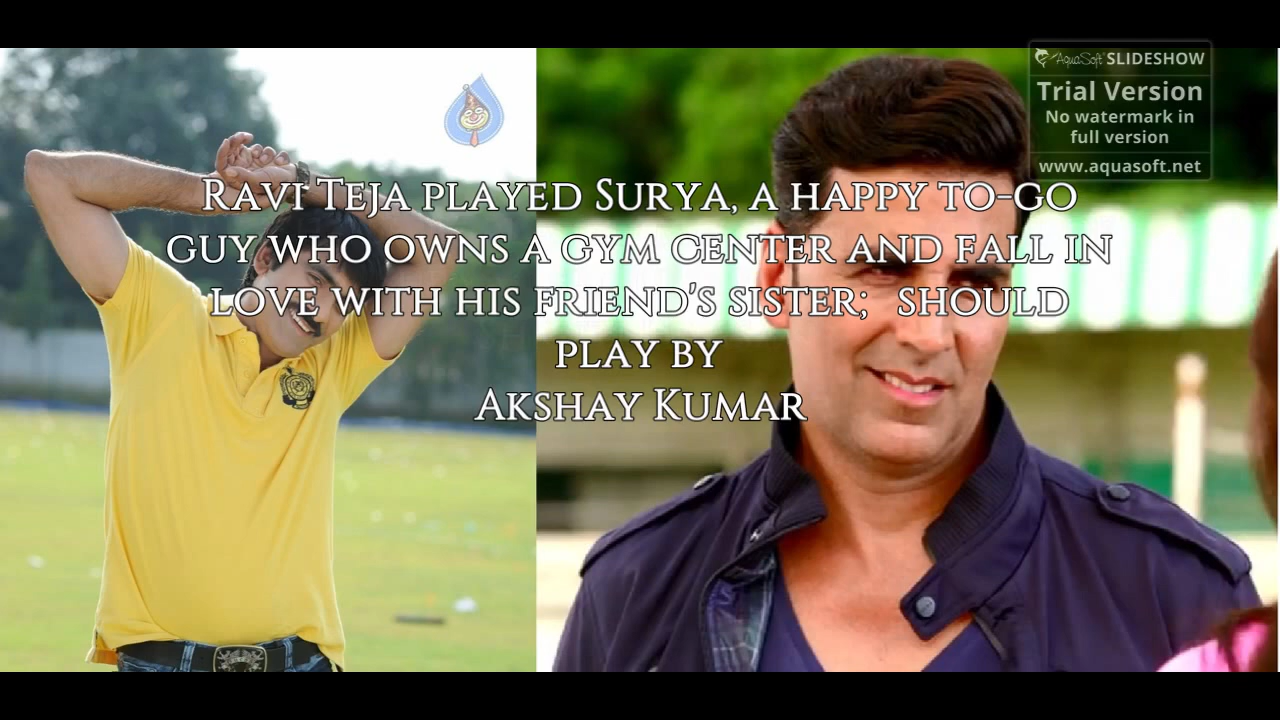 AquaSoft SLIDESHOW
Trial Version
No watermark in
full version
www.aquasoft.net
Ravi Teja played Surya, a happy to-go
guy who owns a gym center and fall in
love with his friend's sister;  should
play by
Akshay Kumar